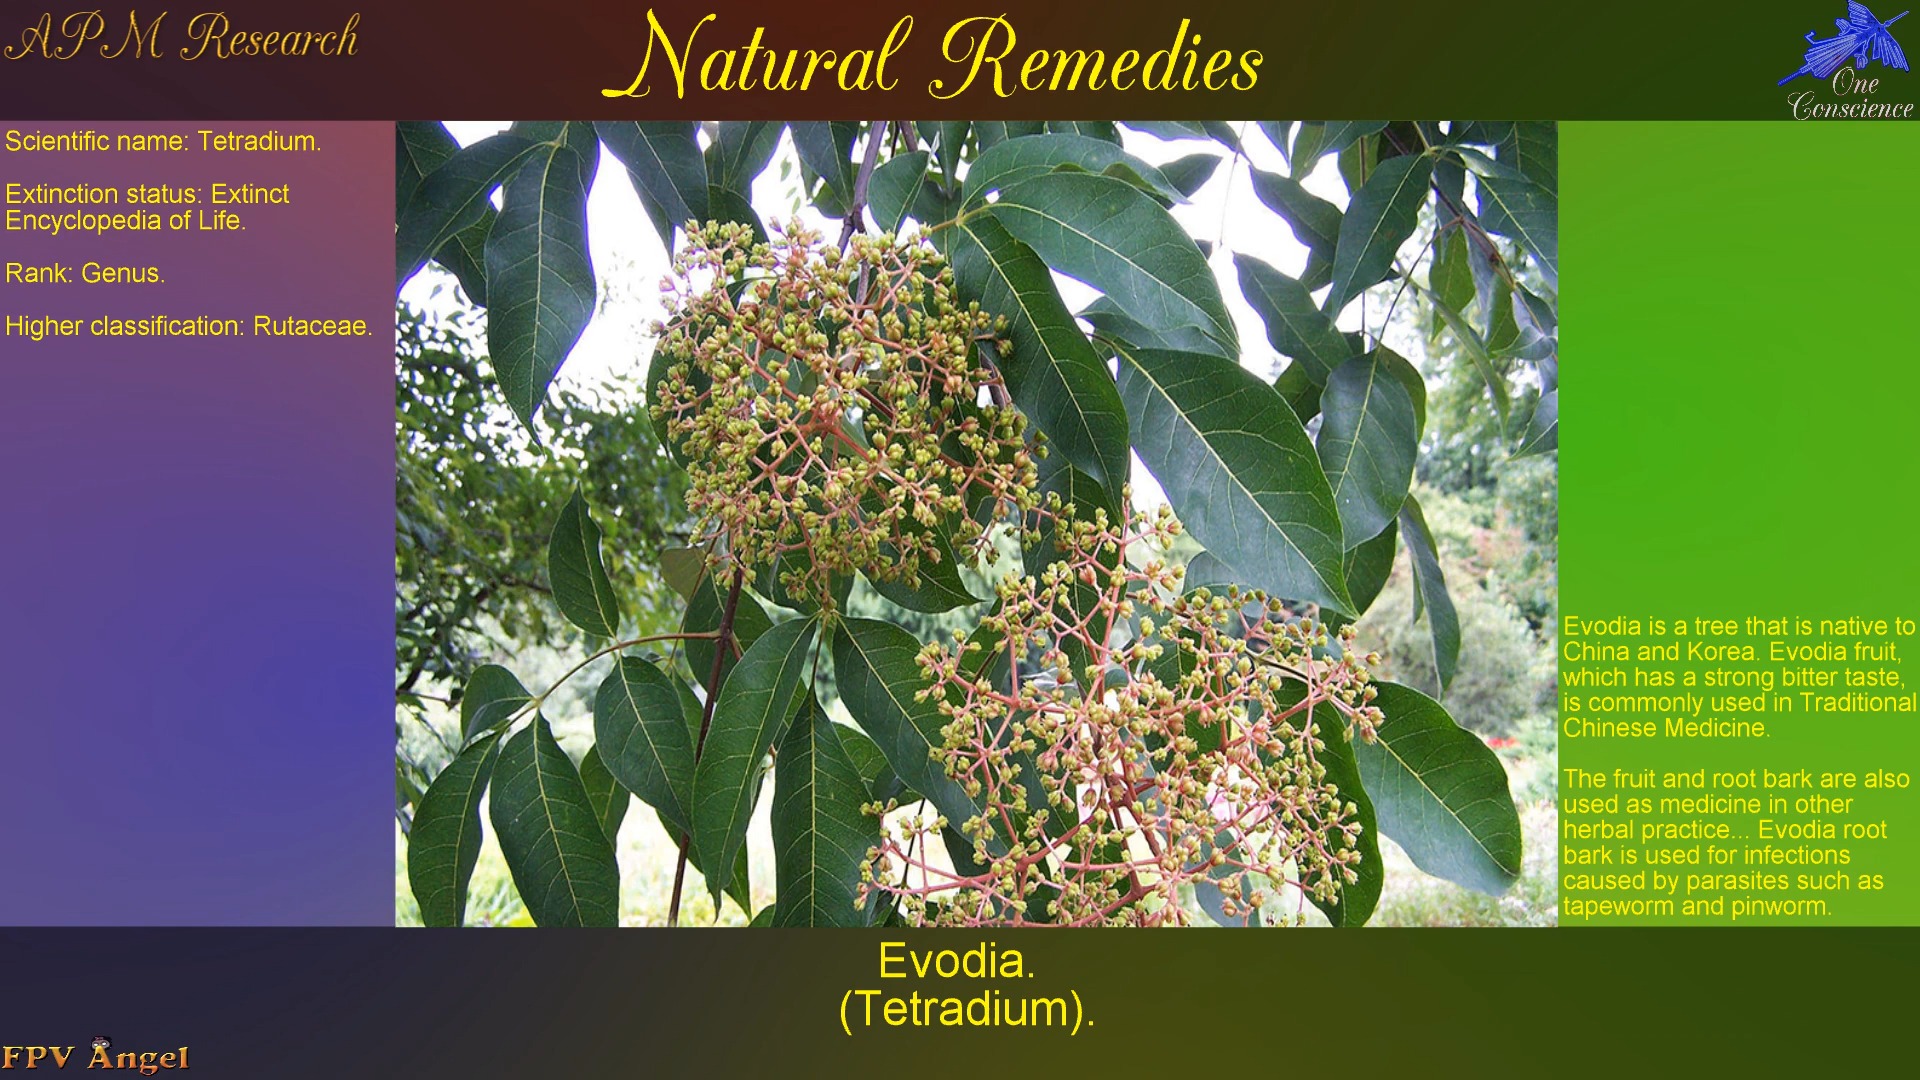 APM Research
Natural Remedies
One
Conscience
Scientific name: Tetradium.
Extinction status: Extinct
Encyclopedia of Life.
Rank: Genus.
Higher classification: Rutaceae.
Evodia is a tree that is native to
China and Korea. Evodia fruit,
which has a strong bitter taste,
is commonly used in Traditional
Chinese Medicine.
The fruit and root bark are also
used as medicine in other
herbal practice... Evodia root
bark is used for infections
caused by parasites such as
tapeworm and pinworm.
Evodia.
(Tetradium).
FPV Angel